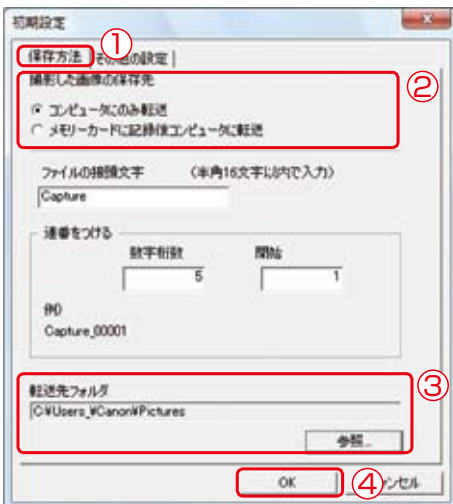 初期設定
① 
保存方法 その他の設定
撮影した画像の保存先
②
コンピュータにのみ転送
メモリーカードに記録後コンピュータに転送
ファイルの接頭文字 (半角16文字以内で入力)
Capture
連番をつける
数字桁数 開始
5 1
例)
Capture_00001
③
転送先フォルダ
C:¥Users_¥Canon¥Pictures
参照...
OK ④ ンセル